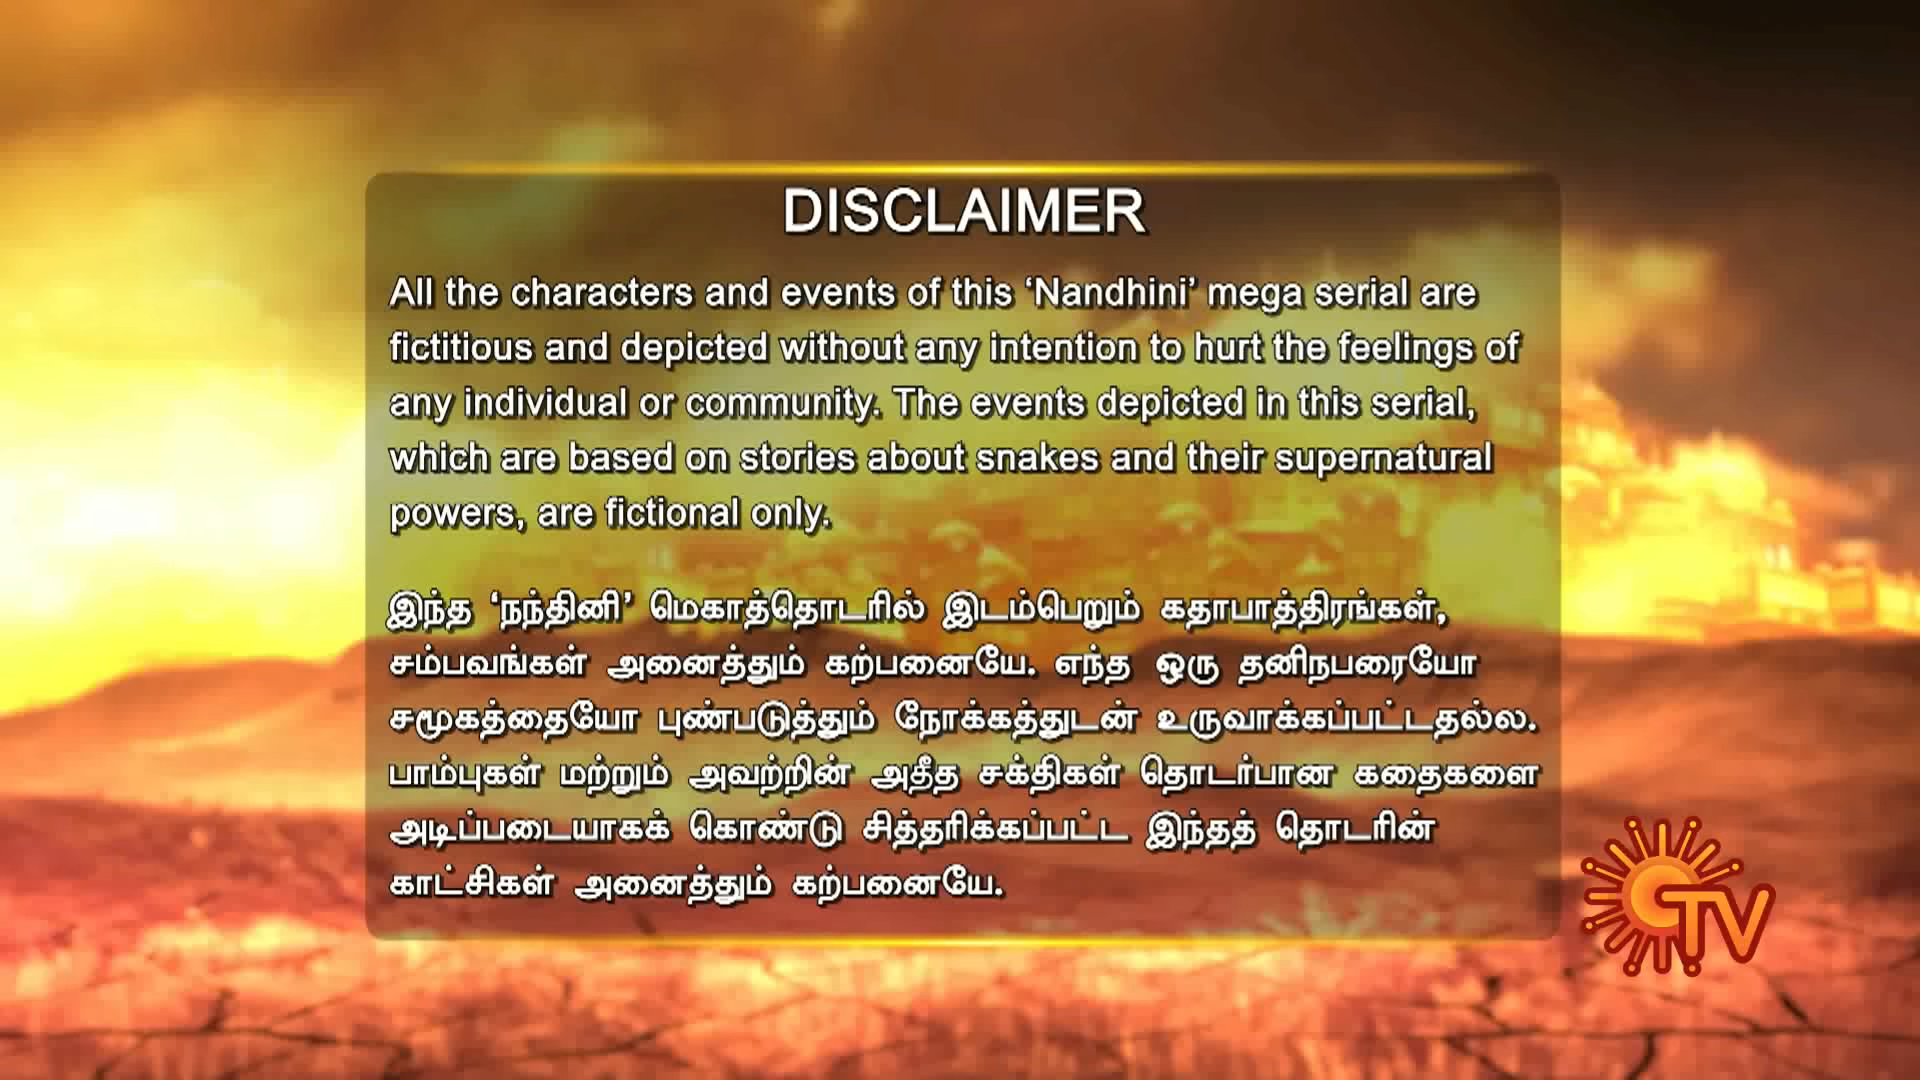 DISCLAIMER
All the characters and events of this ‘Nandhini’ mega serial are
fictitious and depicted without any intention to hurt the feelings of
any individual or community. The events depicted in this serial,
which are based on stories about snakes and their supernatural
powers, are fictional only.
இந்த ‘நந்தினி’ மெகாத்தொடரில் இடம்பெறும் கதாபாத்திரங்கள்,
சம்பவங்கள் அனைத்தும் கற்பனையே. எந்த ஒரு தனிநபரையோ
சமூகத்தையோ புண்படுத்தும் நோக்கத்துடன் உருவாக்கப்பட்டதல்ல.
பாம்புகள் மற்றும் அவற்றின் அதீத சக்திகள் தொடர்பான கதைகளை
அடிப்படையாகக் கொண்டு சித்தரிக்கப்பட்ட இந்தத் தொடரின்
காட்சிகள் அனைத்தும் கற்பனையே.
TV